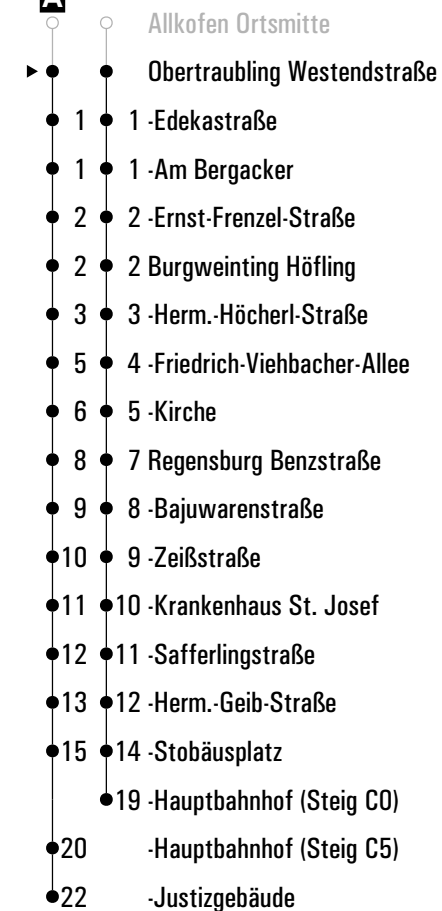 A
Allkofen Ortsmitte
Obertraubling Westendstraße
1 1 -Edekastraße
1 1 -Am Bergacker
2 2 -Ernst-Frenzel-Straße
2 2 Burgweinting Höfling
3 3 -Herm.-Höcherl-Straße
5 4 -Friedrich-Viehbacher-Allee
6 5 -Kirche
8 7 Regensburg Benzstraße
9 8 -Bajuwarenstraße
10 9 -Zeißstraße
11 10 -Krankenhaus St. Josef
12 11 -Safferlingstraße
13 12 -Herm.-Geib-Straße
15 14 -Stobäusplatz
19 -Hauptbahnhof (Steig C0)
20 -Hauptbahnhof (Steig C5)
22 -Justizgebäude